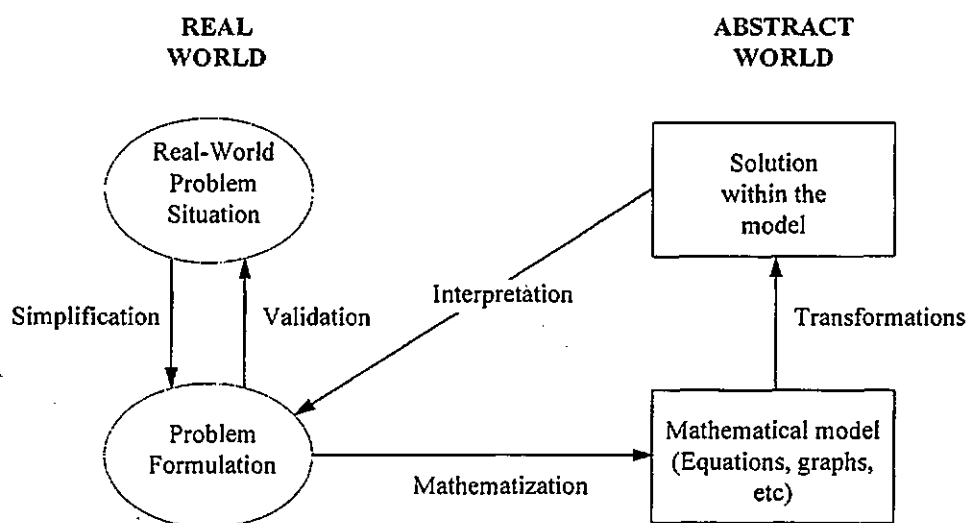 REAL
WORLD
ABSTRACT
WORLD
Real-World
Problem
Situation
Solution
within the
model
Simplification
Validation
Interpretation
Transformations
Problem
Formulation
Mathematization
Mathematical model
(Equations, graphs,
etc)